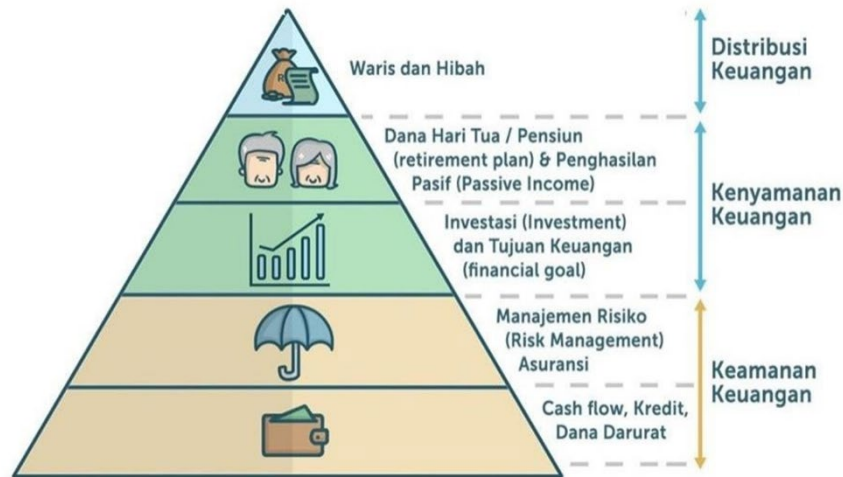 Waris dan Hibah
Distribusi
Keuangan
Dana Hari Tua / Pensiun
(retirement plan) & Penghasilan
Pasif (Passive Income)
Kenyamanan
Keuangan
Investasi (Investment)
dan Tujuan Keuangan
(financial goal)
Manajemen Risiko
(Risk Management)
Asuransi
Keamanan
Keuangan
Cash flow, Kredit,
Dana Darurat